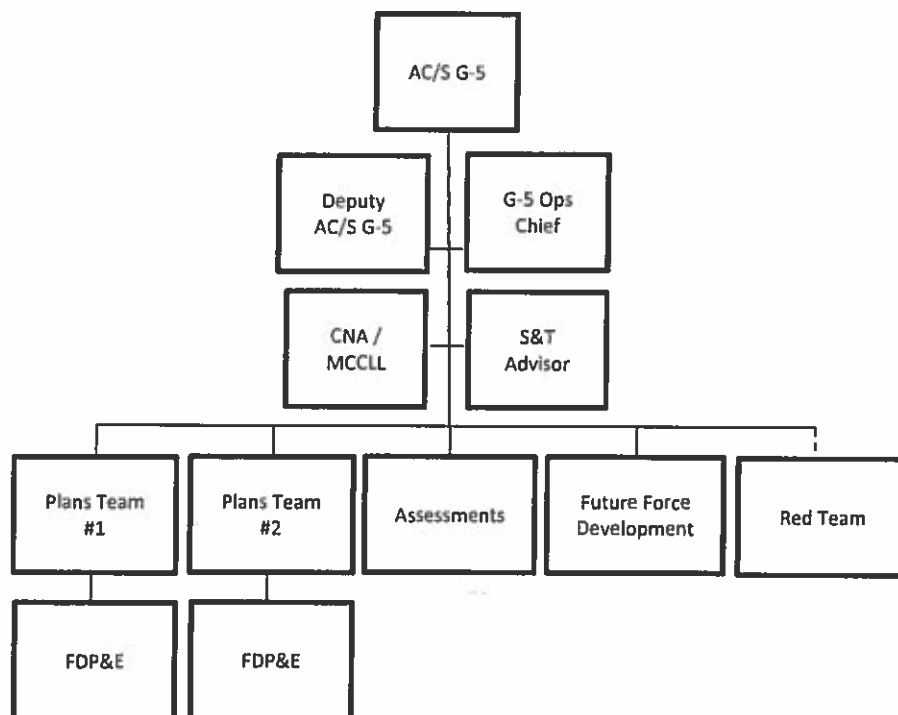 AC/S G-5
Deputy
AC/S G-5
G-5 Ops
Chief
CNA /
MCCLL
S&T
Advisor
Plans Team
#1
Plans Team
#2
Assessments
Future Force
Development
Red Team
FDP&E
FDP&E